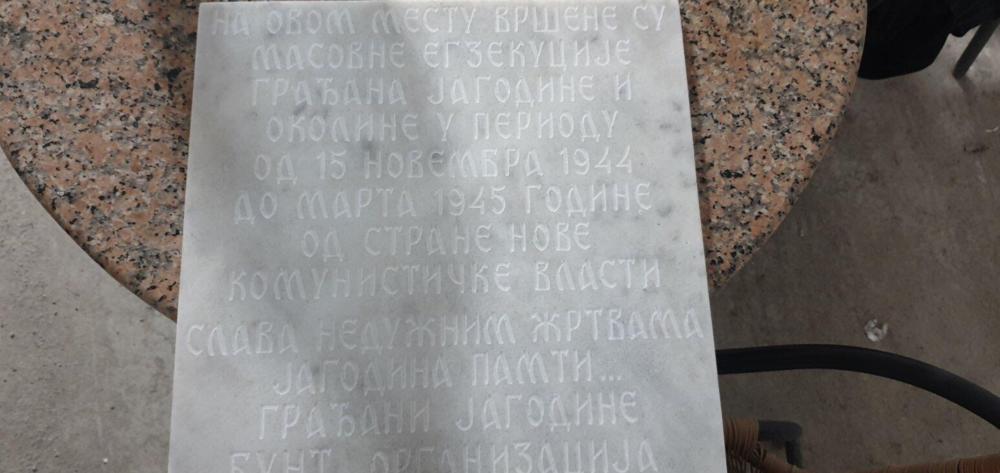 НА ОВОМ МЕСТУ ВРШЕНЕ СУ
МАСОВНЕ ЕГЗЕКУЦИЈЕ
ГРАЂАНА ЈАГОДИНЕ И
ОКОЛИНЕ У ПЕРИОДУ
ОД 15 НОВЕМБРА 1944
ДО МАРТА 1945 ГОДИНЕ
ОД СТРАНЕ НОВЕ
КОМУНИСТИЧКЕ ВЛАСТИ
СЛАВА НЕДУЖНИМ ЖРТВАМА
ЈАГОДИНА ПАМТИ...
ГРАЂАНИ ЈАГОДИНЕ
БУНТ ОРГАНИЗАЦИЈА